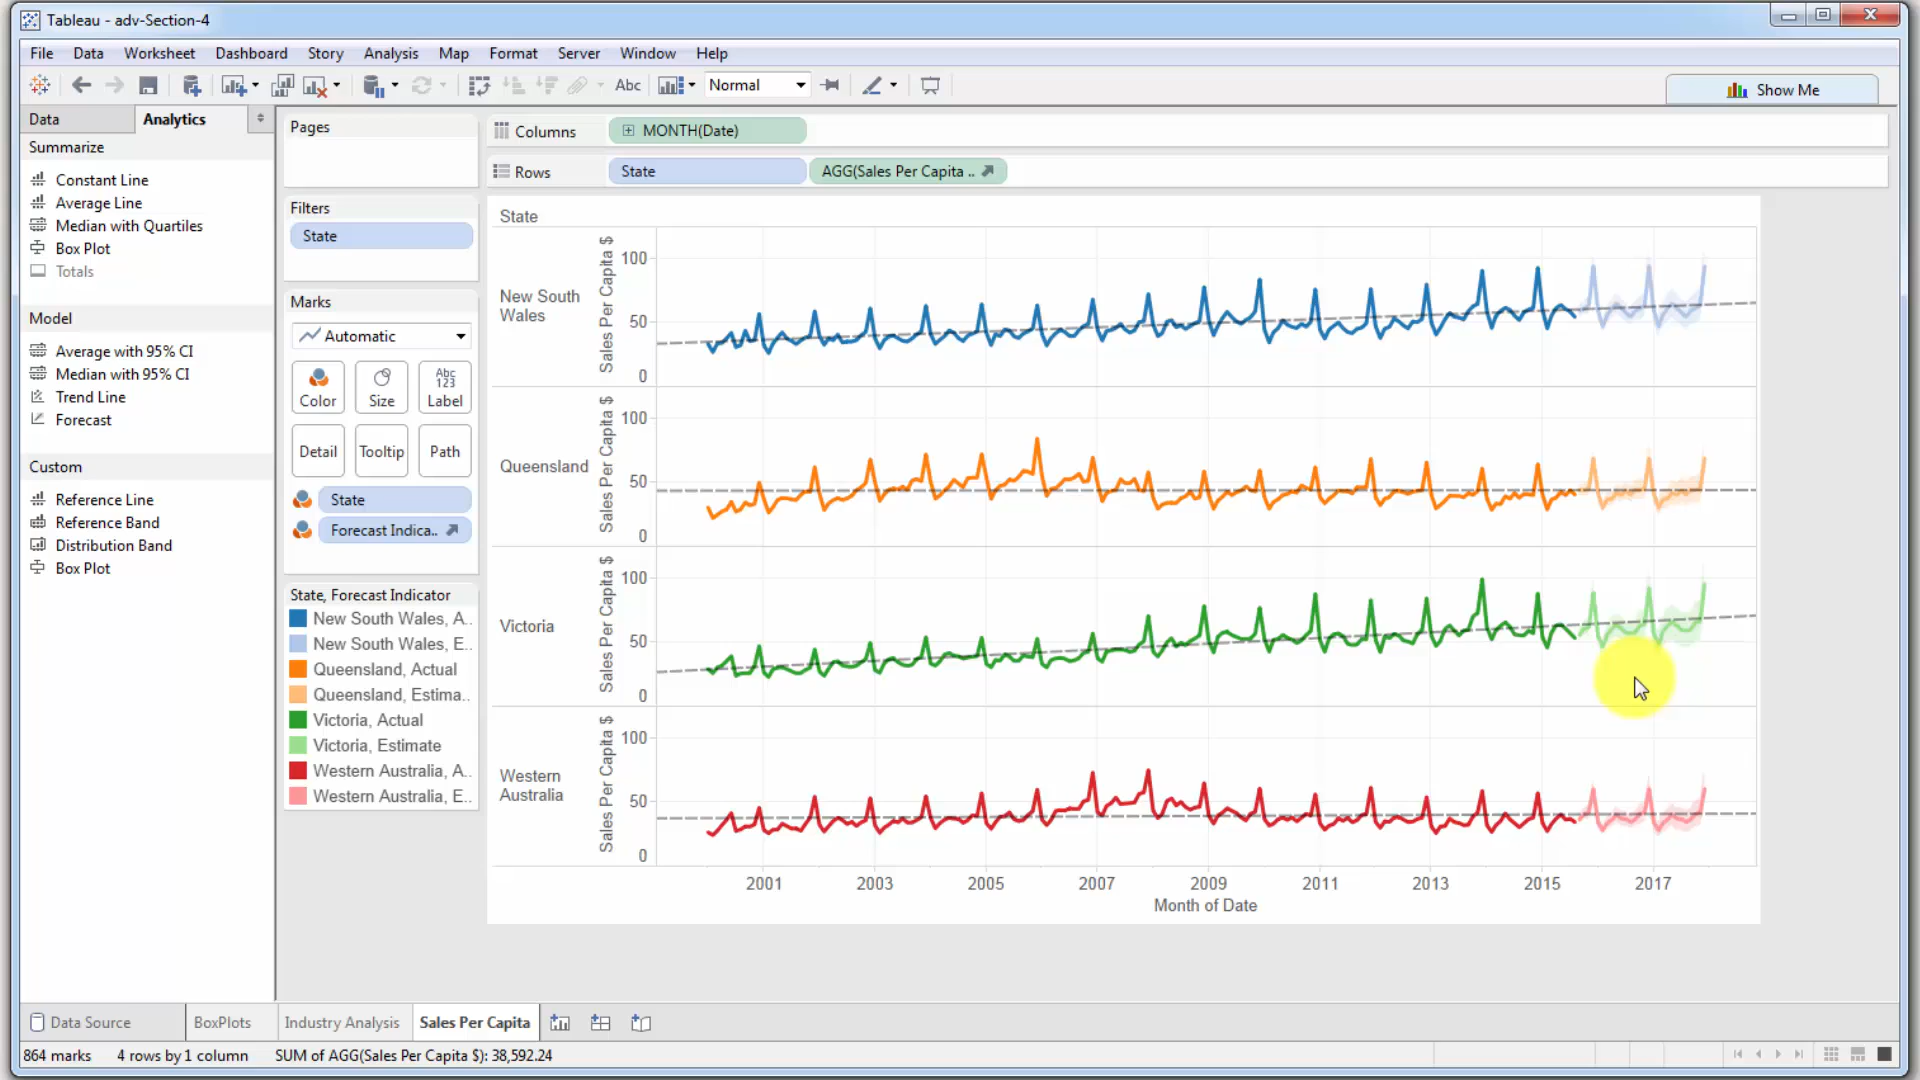 Tableau - adv-Section-4
File Data Worksheet Dashboard Story Analysis Map Format Server Window Help
Abc Normal Show Me
Data Analytics
Summarize
Constant Line
Average Line
Median with Quartiles
Box Plot
Totals
Model
Average with 95% CI
Median with 95% CI
Trend Line
Forecast
Custom
Reference Line
Reference Band
Distribution Band
Box Plot
Pages
Filters
State
Marks
Automatic
Color Size Abc 123 Label
Detail Tooltip Path
State
Forecast Indica..
State, Forecast Indicator
New South Wales, A..
New South Wales, E..
Queensland, Actual
Queensland, Estima..
Victoria, Actual
Victoria, Estimate
Western Australia, A..
Western Australia, E..
Columns MONTH(Date)
Rows State AGG(Sales Per Capita ..
State
New South
Wales
Sales Per Capita $
100
50
0
Queensland
Sales Per Capita $
100
50
0
Victoria
Sales Per Capita $
100
50
0
Western
Australia
Sales Per Capita $
100
50
0
2001 2003 2005 2007 2009 2011 2013 2015 2017
Month of Date
Data Source BoxPlots Industry Analysis Sales Per Capita
864 marks 4 rows by 1 column SUM of AGG(Sales Per Capita $): 38,592.24